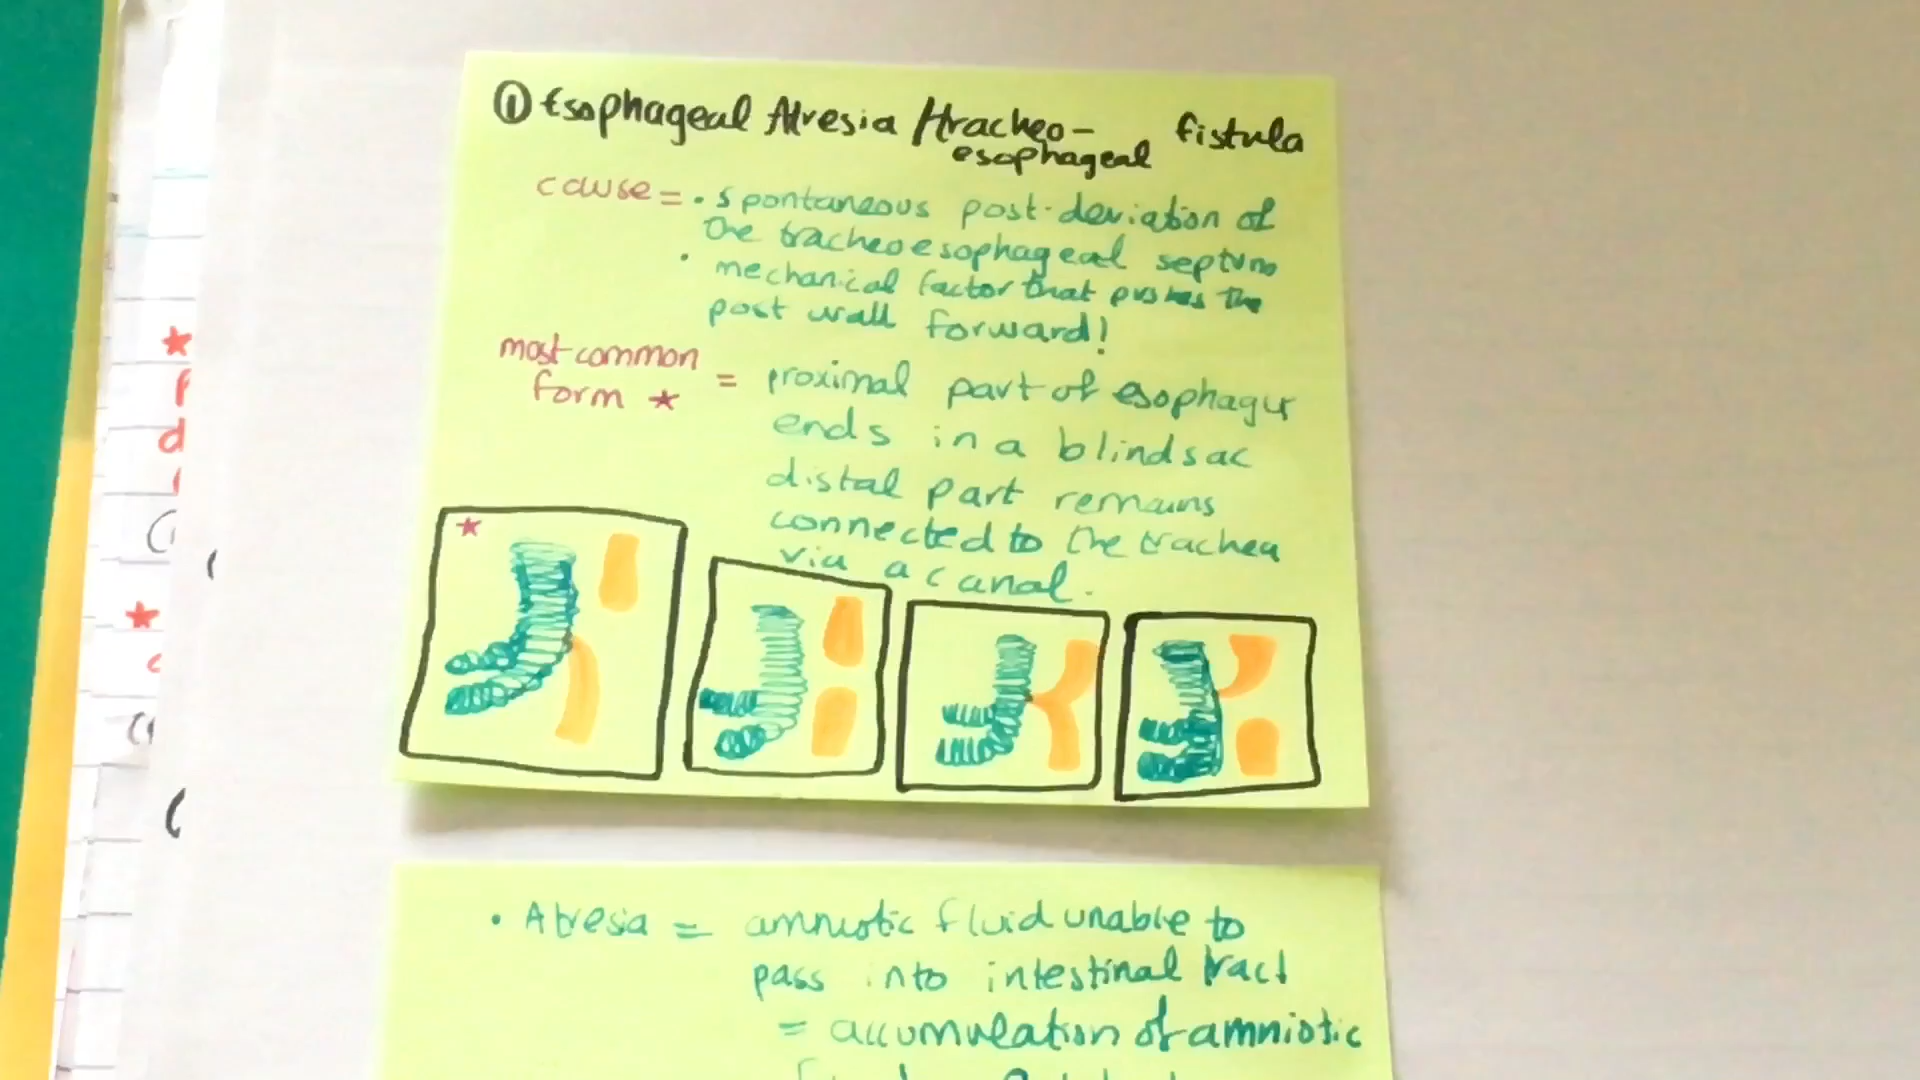 ① Esophageal Atresia / tracheo-esophageal fistula
cause = • spontaneous post. deviation of
the tracheoesophageal septum
• mechanical factor that pushes the
post wall forward!
most common
form ★ = proximal part of esophagus
ends in a blind sac
distal part remains
connected to the trachea
via a canal.
• Atresia = amniotic fluid unable to
pass into intestinal tract
= accumulation of amniotic